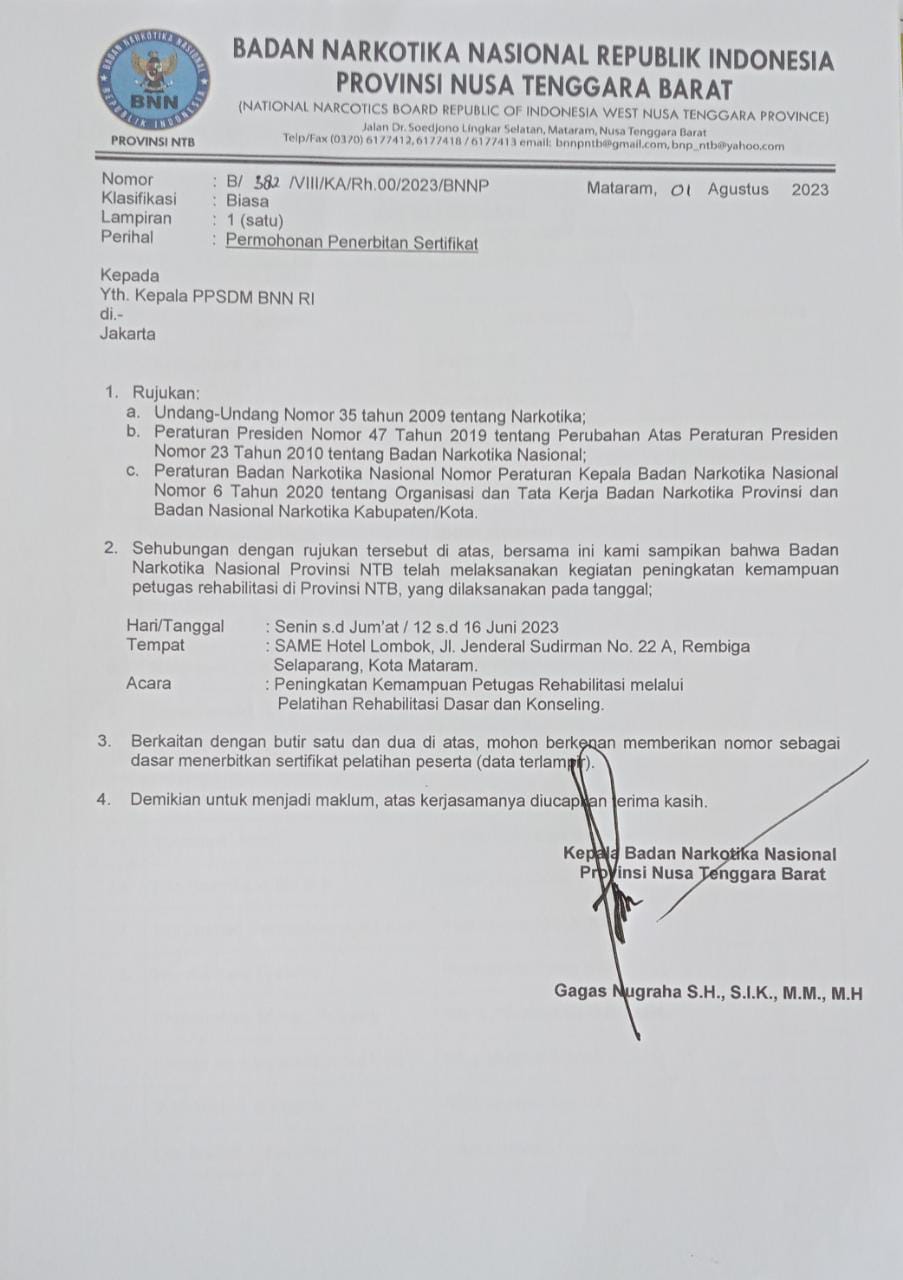 BADAN NARKOTIKA NASIONAL
BNN
REPUBLIK INDONESIA
PROVINSI NTB
BADAN NARKOTIKA NASIONAL REPUBLIK INDONESIA
PROVINSI NUSA TENGGARA BARAT
(NATIONAL NARCOTICS BOARD REPUBLIC OF INDONESIA WEST NUSA TENGGARA PROVINCE)
Jalan Dr. Soedjono Lingkar Selatan, Mataram, Nusa Tenggara Barat
Telp/Fax (0370) 6177412, 6177418 / 6177413 email: bnnpntb@gmail.com, bnp_ntb@yahoo.com
Nomor : B/ 382 /VIII/KA/Rh.00/2023/BNNP Mataram, 01 Agustus 2023
Klasifikasi : Biasa
Lampiran : 1 (satu)
Perihal : Permohonan Penerbitan Sertifikat
Kepada
Yth. Kepala PPSDM BNN RI
di.-
Jakarta
1. Rujukan:
a. Undang-Undang Nomor 35 tahun 2009 tentang Narkotika;
b. Peraturan Presiden Nomor 47 Tahun 2019 tentang Perubahan Atas Peraturan Presiden
Nomor 23 Tahun 2010 tentang Badan Narkotika Nasional;
c. Peraturan Badan Narkotika Nasional Nomor Peraturan Kepala Badan Narkotika Nasional
Nomor 6 Tahun 2020 tentang Organisasi dan Tata Kerja Badan Narkotika Provinsi dan
Badan Nasional Narkotika Kabupaten/Kota.
2. Sehubungan dengan rujukan tersebut di atas, bersama ini kami sampikan bahwa Badan
Narkotika Nasional Provinsi NTB telah melaksanakan kegiatan peningkatan kemampuan
petugas rehabilitasi di Provinsi NTB, yang dilaksanakan pada tanggal;
Hari/Tanggal : Senin s.d Jum'at / 12 s.d 16 Juni 2023
Tempat : SAME Hotel Lombok, Jl. Jenderal Sudirman No. 22 A, Rembiga
Selaparang, Kota Mataram.
Acara : Peningkatan Kemampuan Petugas Rehabilitasi melalui
Pelatihan Rehabilitasi Dasar dan Konseling.
3. Berkaitan dengan butir satu dan dua di atas, mohon berkenan memberikan nomor sebagai
dasar menerbitkan sertifikat pelatihan peserta (data terlampir).
4. Demikian untuk menjadi maklum, atas kerjasamanya diucapkan terima kasih.
Kepala Badan Narkotika Nasional
Provinsi Nusa Tenggara Barat
Gagas Nugraha S.H., S.I.K., M.M., M.H